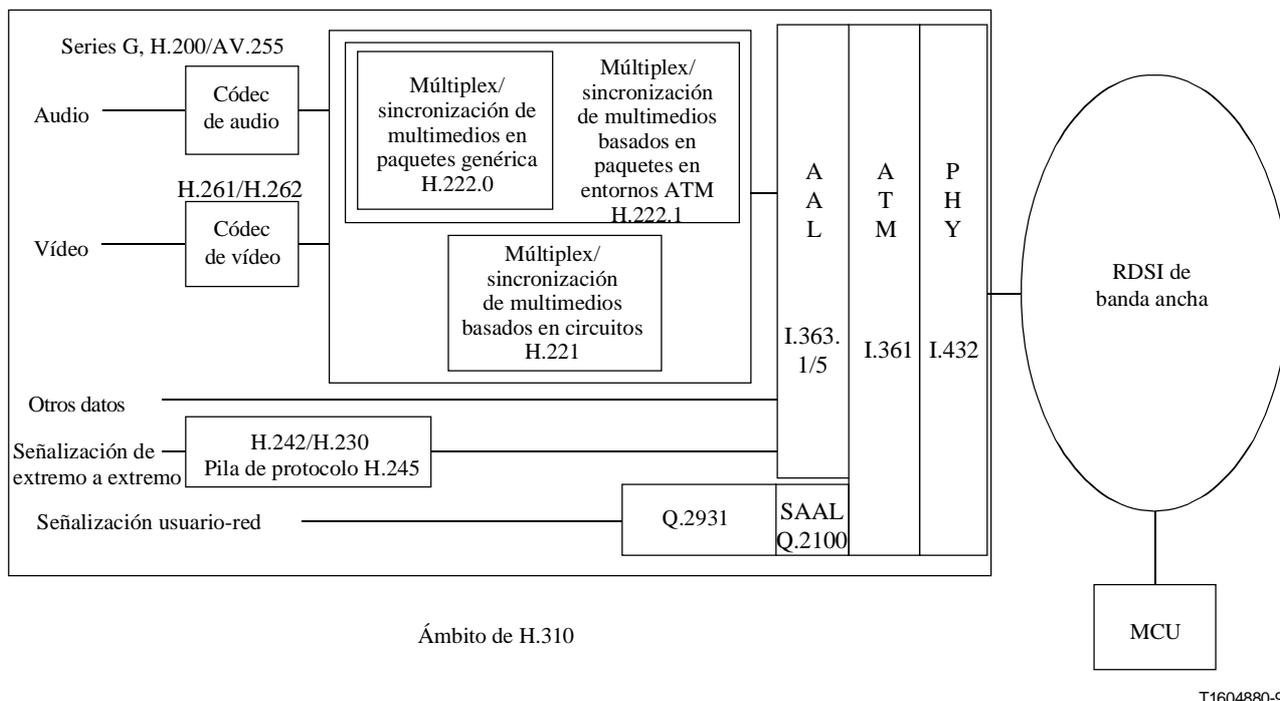 Series G, H.200/AV.255
Audio
Códec
de audio
Múltiplex/
sincronización de
multimedios en
paquetes genérica
H.222.0
Múltiplex/
sincronización
de multimedios
basados en
paquetes en
entornos ATM
H.222.1
H.261/H.262
Vídeo
Códec
de vídeo
Múltiplex/
sincronización
de multimedios
basados en circuitos
H.221
A
A
L
I.363.
1/5
A
T
M
I.361
P
H
Y
I.432
RDSI de
banda ancha
Otros datos
Señalización de
extremo a extremo
H.242/H.230
Pila de protocolo H.245
Señalización usuario-red
Q.2931
SAAL
Q.2100
MCU
Ámbito de H.310
T1604880-9